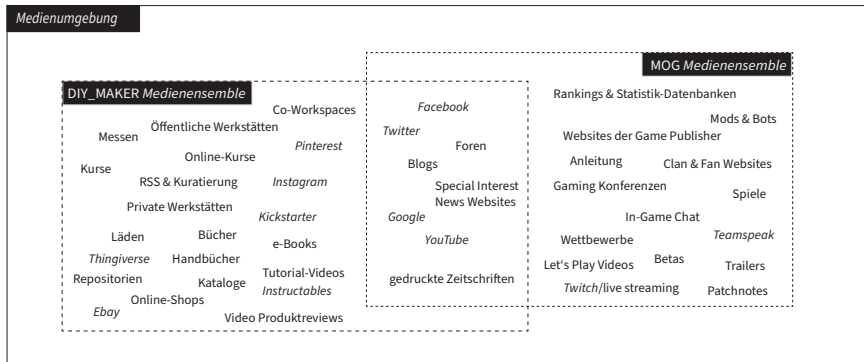 Medienumgebung
MOG Medienensemble
DIY_MAKER Medienensemble
Co-Workspaces
Öffentliche Werkstätten
Messen
Pinterest
Online-Kurse
Kurse
RSS & Kuratierung
Instagram
Private Werkstätten
Kickstarter
Läden
Bücher
e-Books
Thingiverse
Handbücher
Repositorien
Kataloge
Tutorial-Videos
Instructables
Online-Shops
Ebay
Video Produktreviews
Facebook
Twitter
Foren
Blogs
Special Interest
News Websites
Google
YouTube
gedruckte Zeitschriften
Rankings & Statistik-Datenbanken
Mods & Bots
Websites der Game Publisher
Anleitung
Clan & Fan Websites
Gaming Konferenzen
Spiele
In-Game Chat
Wettbewerbe
Teamspeak
Let's Play Videos
Betas
Trailers
Twitch/live streaming
Patchnotes